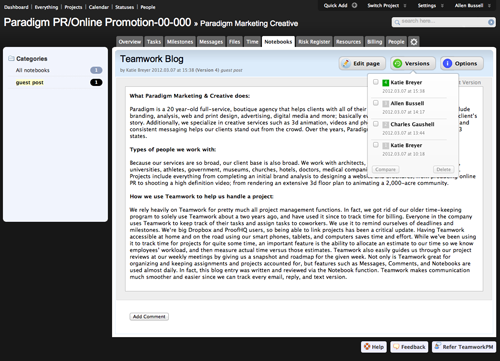 Dashboard | Everything | Projects | Calendar | Statuses | People
Quick Add
Switch Project
Settings
Allen Bussell
Paradigm PR/Online Promotion-00-000 » Paradigm Marketing Creative
search here...
Overview Tasks Milestones Messages Files Time Notebooks Risk Register Resources Billing People
Categories
All notebooks 1
guest post 1
Teamwork Blog
by Katie Breyer 2012.03.07 at 15:38 (Version 4) guest post
Edit page
Versions
Options
Version
4 Katie Breyer
2012.03.07 at 15:38
Allen Bussell
2012.03.07 at 14:17
Charles Gaushell
2012.03.07 at 13:44
Katie Breyer
2012.03.07 at 10:18
Compare Delete
What Paradigm Marketing & Creative does:
Paradigm is a 20 year-old full-service, boutique agency that helps clients with all of their
branding, analysis, web and print design, advertising, digital media and more; basically
story. Additionally, we specialize in creative services such as 3d animation, videos and
consistent messaging helps our clients stand out from the crowd. Over the years, Paradigm
states.
Types of people we work with:
Because our services are so broad, our client base is also broad. We work with architects,
universities, athletes, government, museums, churches, hotels, doctors, medical
Projects include everything from completing an initial brand analysis to designing a website and
PR to shooting a high definition video; from rendering an extensive 3d floor plan to animating a 2,000-acre community.
How we use Teamwork to help us handle a project:
We rely heavily on Teamwork for pretty much all project management functions. In fact, we got rid of our older time-keeping
program to solely use Teamwork about a two years ago, and have used it since to track time for billing. Everyone in the company
uses Teamwork to keep track of their tasks and assign tasks to coworkers. We use it to remind ourselves of deadlines and
milestones. We're big Dropbox and ProofHQ users, so being able to link projects has been a critical update. Having Teamwork
accessible at home and on the road using our smart phones, tablets, and computers saves time and effort. While we've been using
it to track time for projects for quite some time, an important feature is the ability to allocate an estimate to our time so we know
employees' workload, and then measure actual time versus those estimates. Teamwork also easily guides us through our project
reviews at our weekly meetings by giving us a snapshot and roadmap for the given week. Not only is Teamwork great for
organizing and keeping assignments and projects accounted for, but features such as Messages, Comments, and Notebooks are
used almost daily. In fact, this blog entry was written and reviewed via the Notebook function. Teamwork makes communication
much smoother and easier since we can track every email, reply, and text version.
Add Comment
Help
Feedback
Refer TeamworkPM